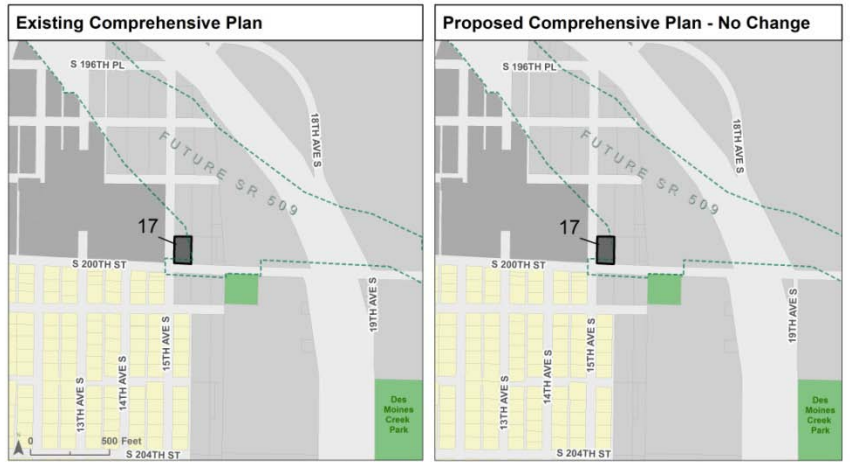 Existing Comprehensive Plan
S 196TH PL
18TH AVE S
FUTURE SR 509
17
S 200TH ST
19TH AVE S
15TH AVE S
14TH AVE S
13TH AVE S
Des
Moines
Creek
Park
0 500 Feet
S 204TH ST
Proposed Comprehensive Plan - No Change
S 196TH PL
18TH AVE S
FUTURE SR 509
17
S 200TH ST
19TH AVE S
15TH AVE S
14TH AVE S
13TH AVE S
Des
Moines
Creek
Park
S 204TH ST